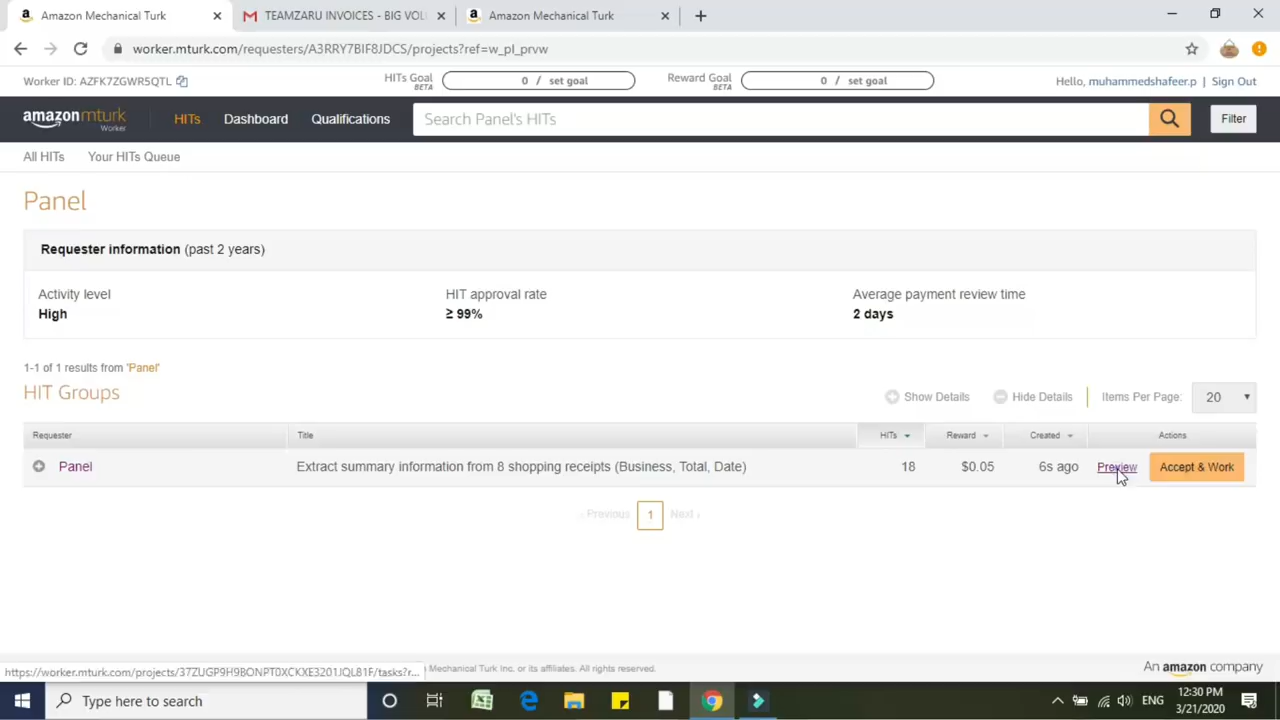 Amazon Mechanical Turk
TEAMZARU INVOICES - BIG VOL
Amazon Mechanical Turk
worker.mturk.com/requesters/A3RRY7BIF8JDCS/projects?ref=w_pl_prvw
Worker ID: AZFK7ZGWR5QTL
HITs Goal BETA
0 / set goal
Reward Goal BETA
0 / set goal
Hello, muhammedshafeer.p | Sign Out
amazon mturk Worker
HITs
Dashboard
Qualifications
Search Panel's HITs
Filter
All HITs
Your HITs Queue
Panel
Requester information (past 2 years)
Activity level
High
HIT approval rate
≥ 99%
Average payment review time
2 days
1-1 of 1 results from 'Panel'
HIT Groups
Show Details
Hide Details
Items Per Page:
20
Requester Title HITs Reward Created Actions
Panel Extract summary information from 8 shopping receipts (Business, Total, Date) 18 $0.05 6s ago Preview Accept & Work
‹ Previous 1 Next ›
https://worker.mturk.com/projects/37ZUGP9H9BONPT0XCKXE3201JQL81F/tasks?r...
Mechanical Turk Inc. or its affiliates. All rights reserved.
An amazon company
Type here to search
ENG
12:30 PM
3/21/2020